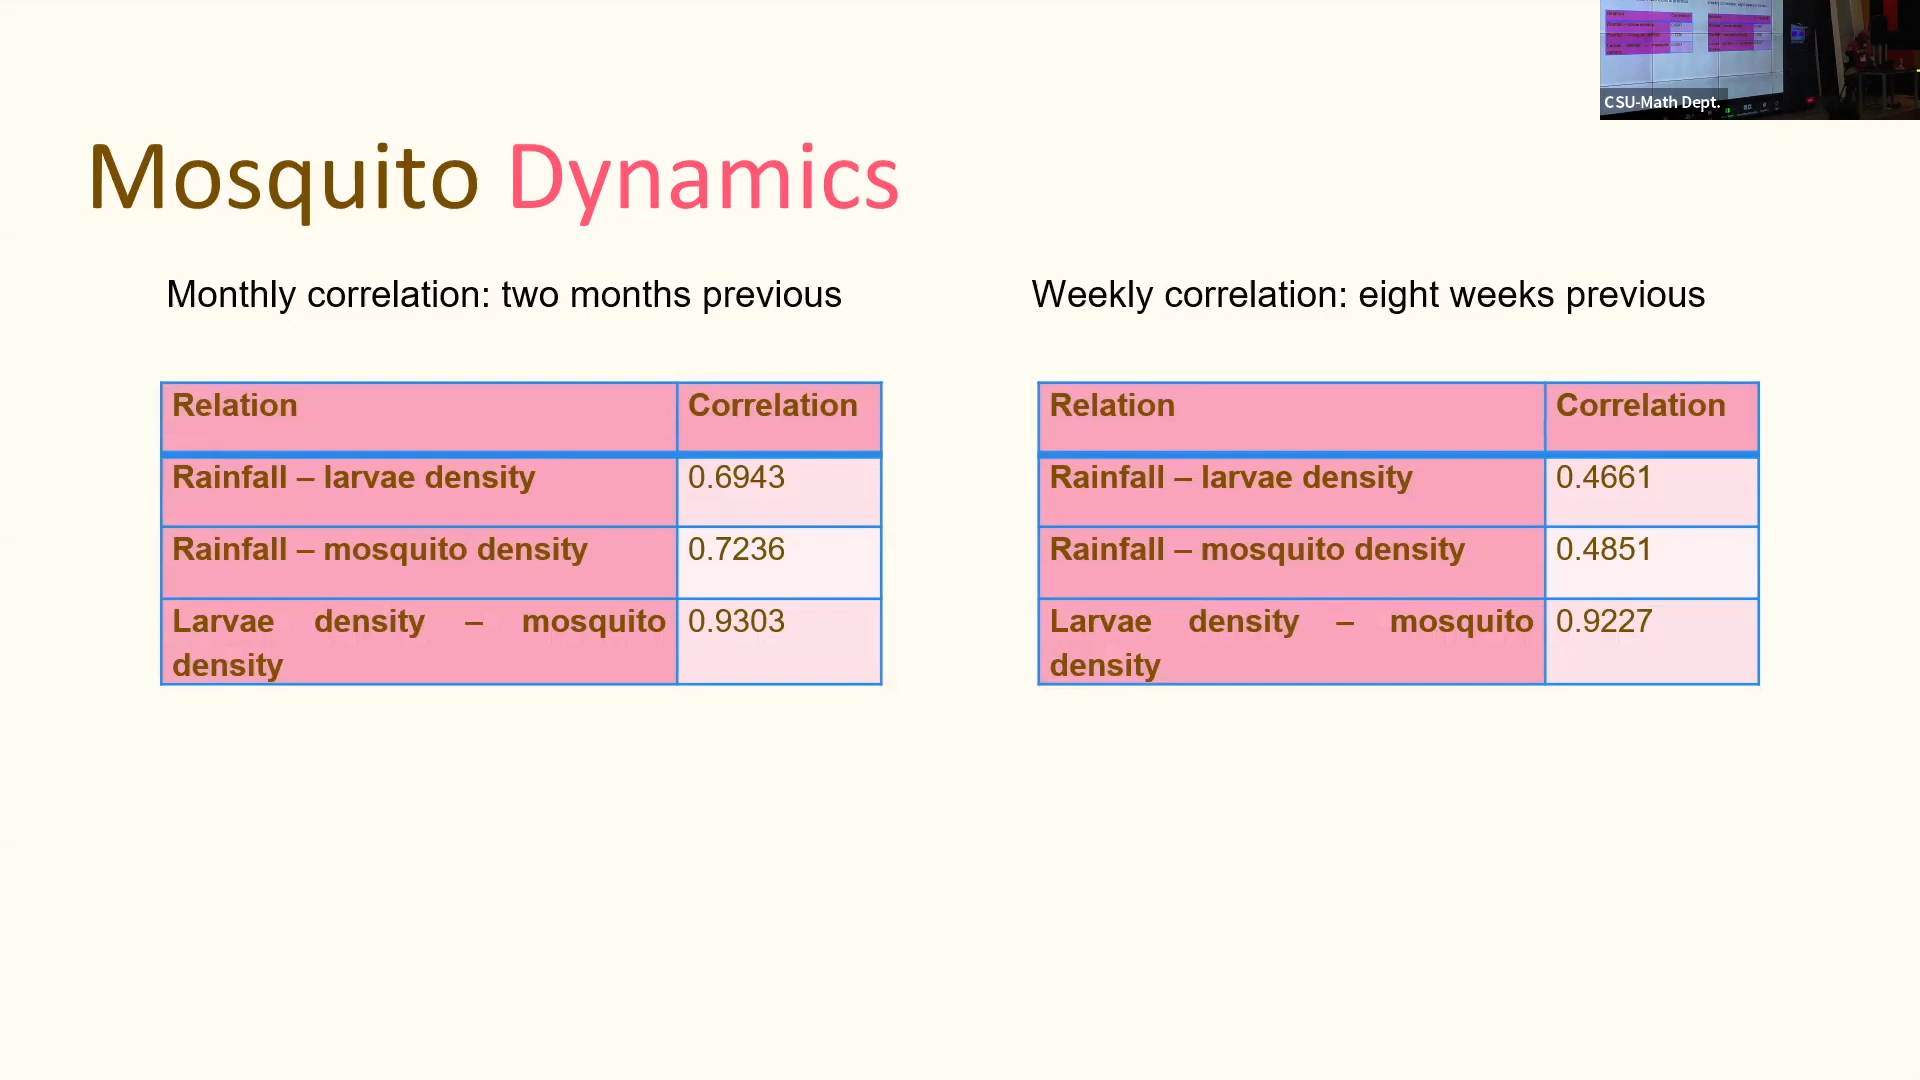 CSU-Math Dept.
Mosquito Dynamics
Monthly correlation: two months previous
Relation Correlation
Rainfall – larvae density 0.6943
Rainfall – mosquito density 0.7236
Larvae density – mosquito 0.9303
density
Weekly correlation: eight weeks previous
Relation Correlation
Rainfall – larvae density 0.4661
Rainfall – mosquito density 0.4851
Larvae density – mosquito 0.9227
density